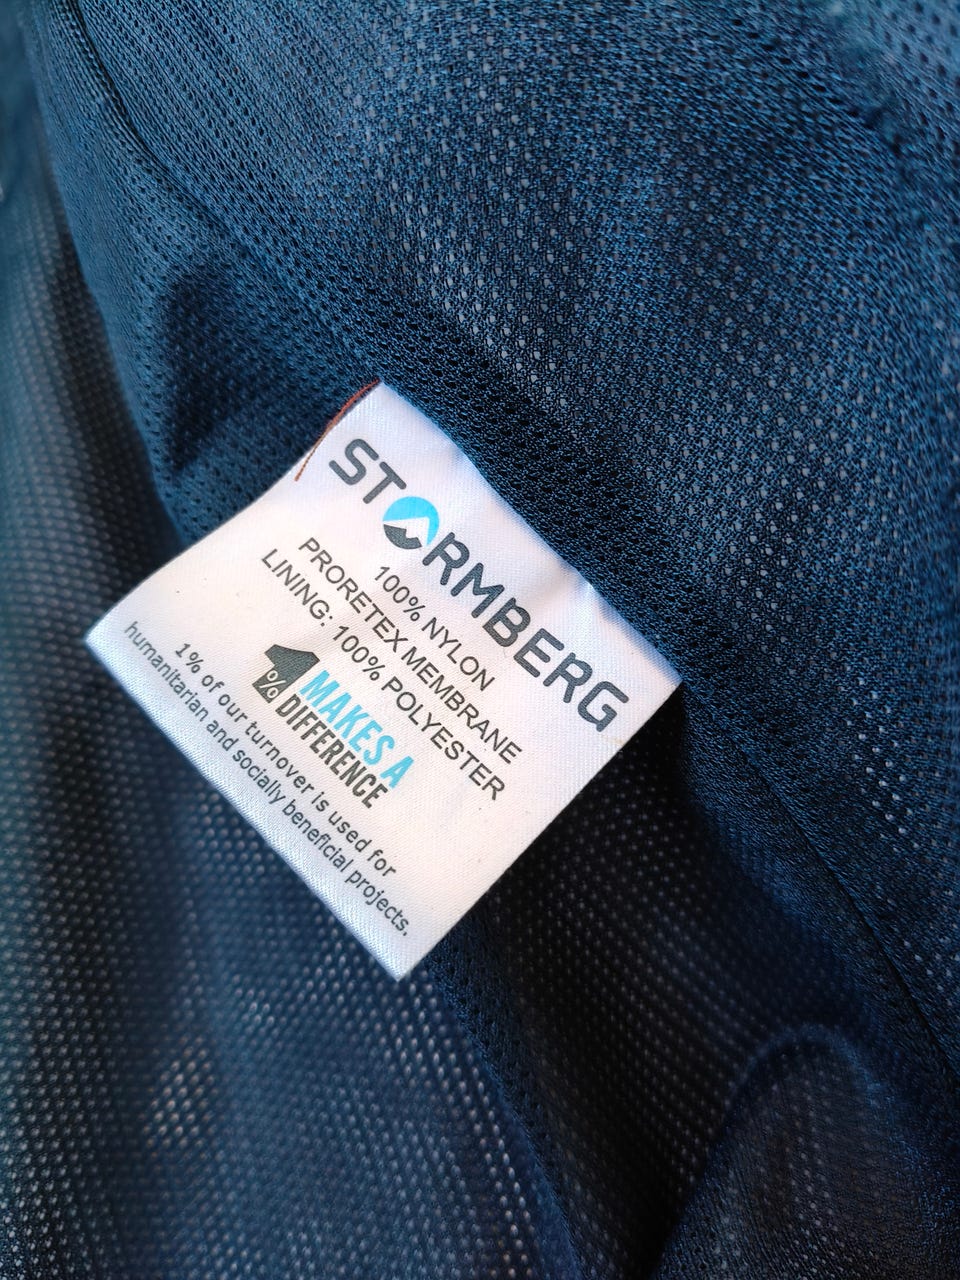 STORMBERG
100% NYLON
PRORETEX MEMBRANE
LINING: 100% POLYESTER
1% MAKES A
DIFFERENCE
1% of our turnover is used for
humanitarian and socially beneficial projects.